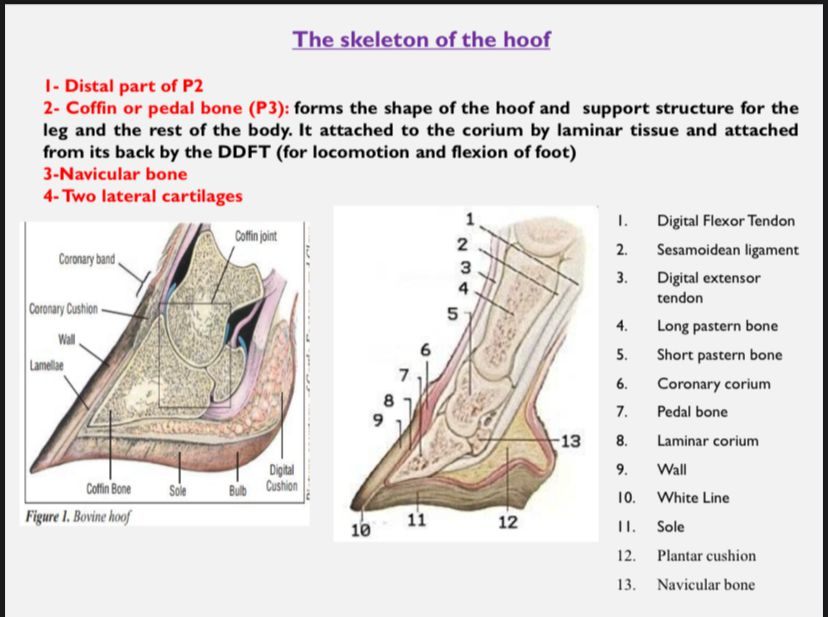 The skeleton of the hoof
1- Distal part of P2
2- Coffin or pedal bone (P3): forms the shape of the hoof and support structure for the
leg and the rest of the body. It attached to the corium by laminar tissue and attached
from its back by the DDFT (for locomotion and flexion of foot)
3-Navicular bone
4- Two lateral cartilages
Coffin joint
Coronary band
Coronary Cushion
Wall
Lamellae
Coffin Bone
Sole
Bulb
Digital
Cushion
Figure 1. Bovine hoof
1
2
3
4
5
6
7
8
9
10
11
12
13
1. Digital Flexor Tendon
2. Sesamoidean ligament
3. Digital extensor
tendon
4. Long pastern bone
5. Short pastern bone
6. Coronary corium
7. Pedal bone
8. Laminar corium
9. Wall
10. White Line
11. Sole
12. Plantar cushion
13. Navicular bone